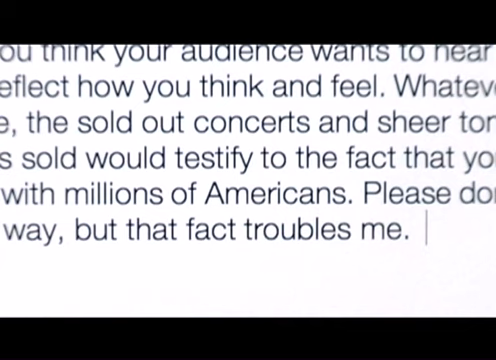 ou think your audience wants to hear
eflect how you think and feel. Whatev
e, the sold out concerts and sheer to
s sold would testify to the fact that yo
with millions of Americans. Please do
way, but that fact troubles me.